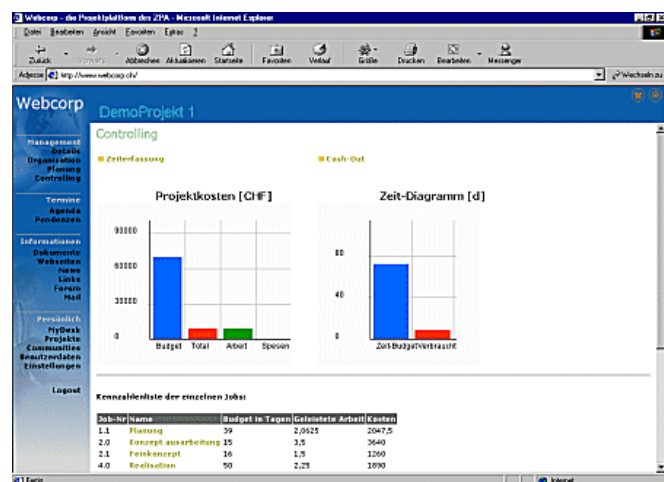 Webcorp - die Projektplattform des ZPA - Microsoft Internet Explorer
Datei Bearbeiten Ansicht Favoriten Extras ?
Zurück Vorwärts Abbrechen Aktualisieren Startseite Favoriten Verlauf Größe Drucken Bearbeiten Messenger
Adresse http://www.webcorp.ch/ Wechseln zu
Webcorp
DemoProjekt 1
Controlling
Zeiterfassung Cash-Out
Management
Details
Organisation
Planung
Controlling
Termine
Agenda
Pendenzen
Informationen
Dokumente
Webseiten
News
Links
Forum
Mail
Persönlich
MyDesk
Projekte
Communities
Benutzerdaten
Einstellungen
Logout
Projektkosten [CHF]
90000
60000
30000
0
Budget Total Arbeit Spesen
Zeit-Diagramm [d]
80
40
0
Zeit-Budget Verbraucht
Kennzahlenliste der einzelnen Jobs:
Job-Nr Name Budget in Tagen Geleistete Arbeit Kosten
1.1 Planung 39 2,0625 2047,5
2.0 Konzept ausarbeitung 15 3,5 3640
2.1 Feinkonzept 16 1,5 1260
4.0 Realisation 50 2,25 1890
Fertig Internet